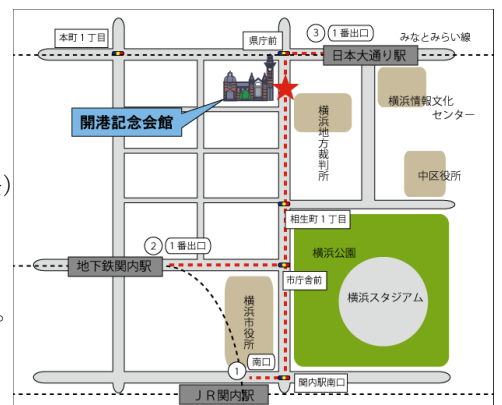 本町1丁目
県庁前
③
1番出口
みなとみらい線
日本大通り駅
開港記念会館
横浜地方裁判所
横浜情報文化
センター
中区役所
相生町1丁目
②
1番出口
地下鉄関内駅
市庁舎前
横浜公園
横浜スタジアム
横浜市役所
①
南口
関内駅南口
JR関内駅
)
。